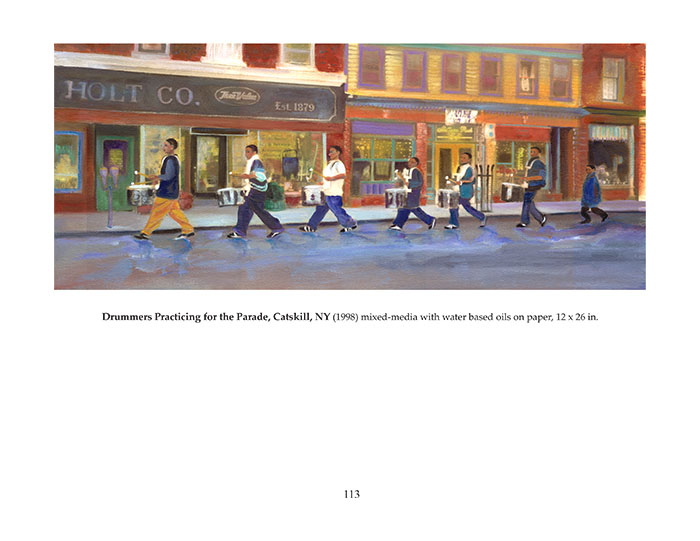 HOLT CO.
True Value
Est. 1879
Drummers Practicing for the Parade, Catskill, NY (1998) mixed-media with water based oils on paper, 12 x 26 in.
113